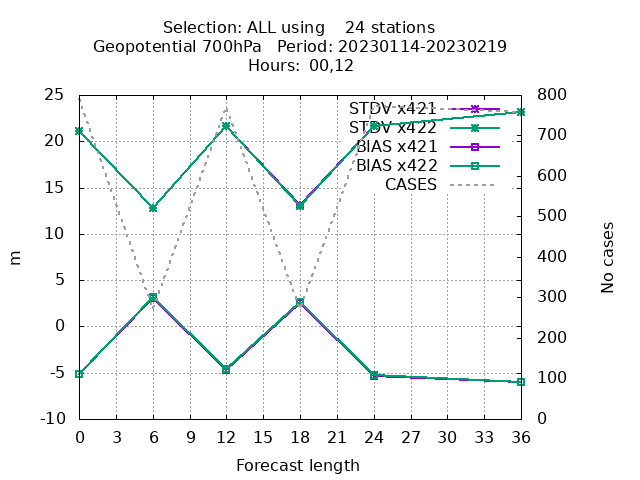 Selection: ALL using    24 stations
Geopotential 700hPa   Period: 20230114-20230219
Hours: 00,12
25 800
STDV x421
20 700
STDV x422
BIAS x421
15 600
BIAS x422
CASES
10 500
5 400
0 300
-5 200
100
-10 0
m
No cases
0 3 6 9 12 15 18 21 24 27 30 33 36
Forecast length